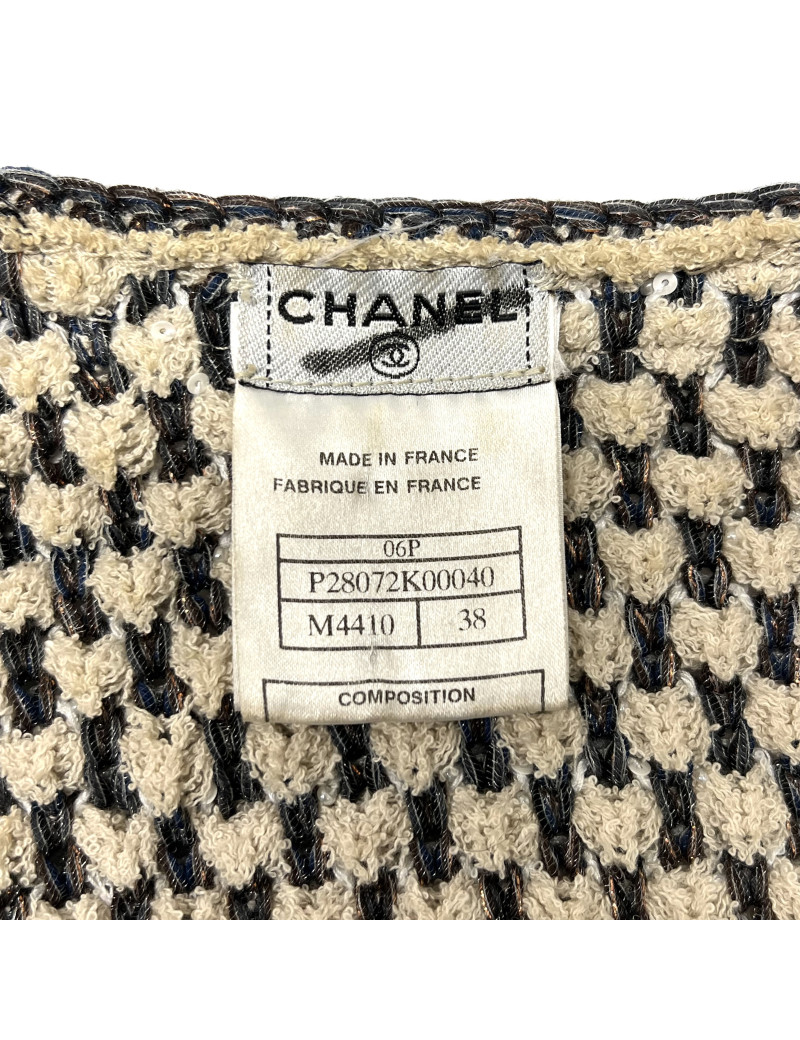 CHANEL
MADE IN FRANCE
FABRIQUE EN FRANCE
06P
P28072K00040
M4410 38
COMPOSITION